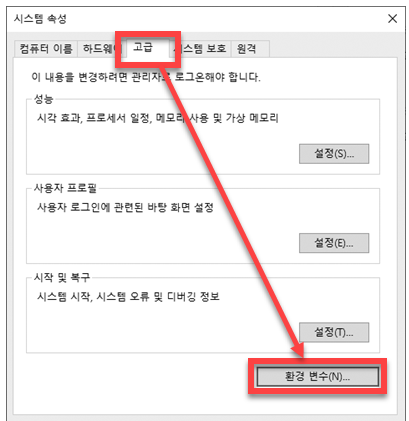 시스템 속성
컴퓨터 이름 하드웨어 고급 시스템 보호 원격
이 내용을 변경하려면 관리자로 로그온해야 합니다.
성능
시각 효과, 프로세서 일정, 메모리 사용 및 가상 메모리
설정(S)...
사용자 프로필
사용자 로그인에 관련된 바탕 화면 설정
설정(E)...
시작 및 복구
시스템 시작, 시스템 오류 및 디버깅 정보
설정(T)...
환경 변수(N)...